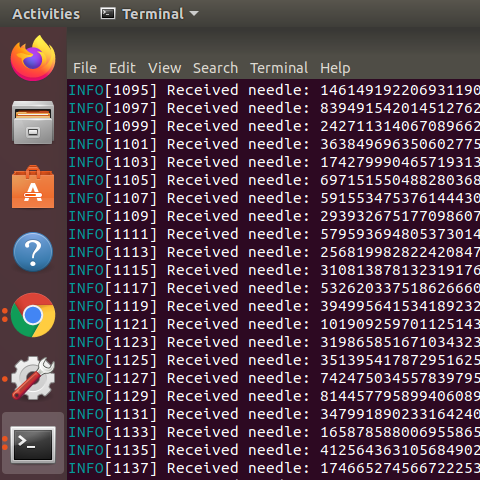 Activities Terminal
File Edit View Search Terminal Help
INFO[1095] Received needle: 146149192206931190
INFO[1097] Received needle: 839491542014512762
INFO[1099] Received needle: 242711314067089662
INFO[1101] Received needle: 363849696350602775
INFO[1103] Received needle: 174279990465719313
INFO[1105] Received needle: 697151550488280368
INFO[1107] Received needle: 591553475376144430
INFO[1109] Received needle: 293932675177098607
INFO[1111] Received needle: 579593694805373014
INFO[1113] Received needle: 256819982822420847
INFO[1115] Received needle: 310813878132319176
INFO[1117] Received needle: 532620337518626660
INFO[1119] Received needle: 394995641534189232
INFO[1121] Received needle: 101909259701125143
INFO[1123] Received needle: 319865851671034323
INFO[1125] Received needle: 351395417872951625
INFO[1127] Received needle: 742475034557839795
INFO[1129] Received needle: 814457795899406089
INFO[1131] Received needle: 347991890233164240
INFO[1133] Received needle: 165878588006955865
INFO[1135] Received needle: 412564363105684902
INFO[1137] Received needle: 174665274566722253